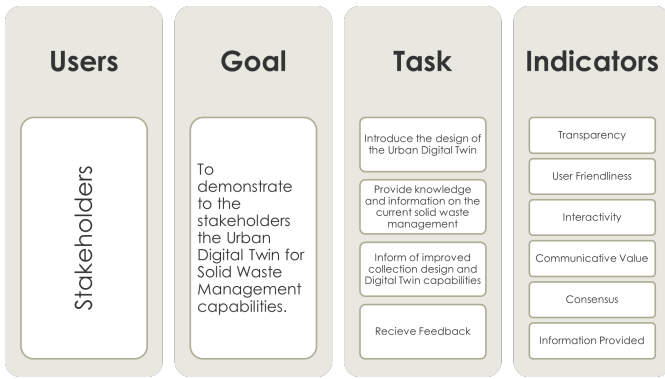 Users
Stakeholders
Goal
To
demonstrate
to the
stakeholders
the Urban
Digital Twin for
Solid Waste
Management
capabilities.
Task
Introduce the design of
the Urban Digital Twin
Provide knowledge
and information on the
current solid waste
management
Inform of improved
collection design and
Digital Twin capabilities
Recieve Feedback
Indicators
Transparency
User Friendliness
Interactivity
Communicative Value
Consensus
Information Provided